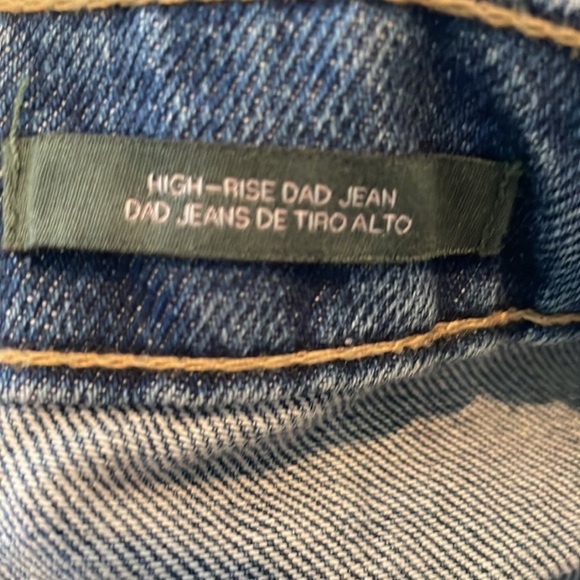 HIGH-RISE DAD JEAN
DAD JEANS DE TIRO ALTO